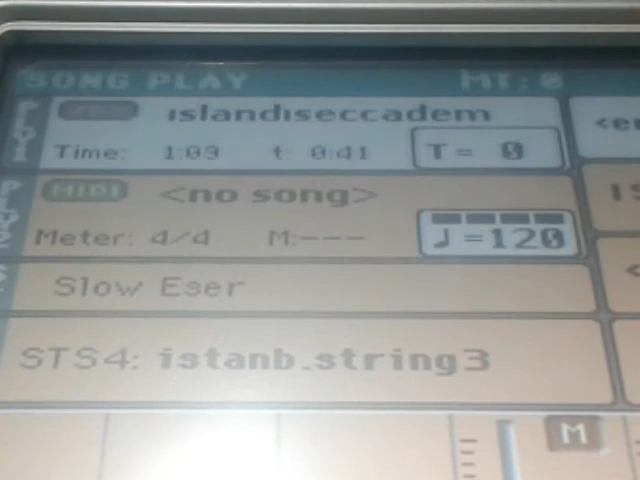 SONG PLAY MT: 0
ıslandıseccadem
Time: 1:09 t: 0:41 T= 0
MIDI <no song>
Meter: 4/4 M:--- ♩=120
Slow Eser
STS4: istanb.string3
M